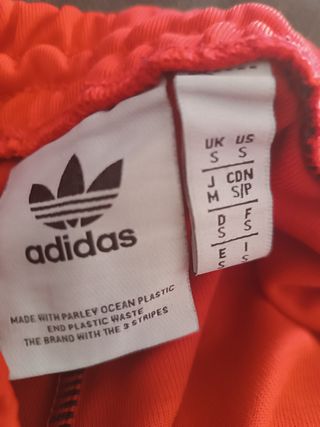 adidas
MADE WITH PARLEY OCEAN PLASTIC
END PLASTIC WASTE
THE BRAND WITH THE 3 STRIPES
UK US
S S
J CDN
M S|P
D F
S S
E I
S S